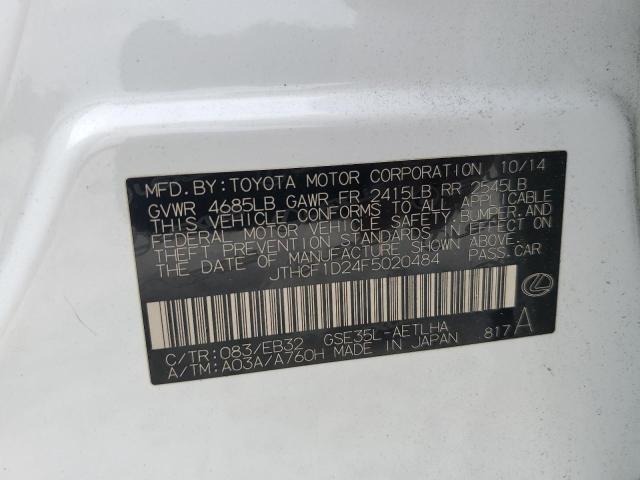 MFD. BY: TOYOTA MOTOR CORPORATION 10/14
GVWR 4685LB GAWR FR 2415LB RR 2545LB
THIS VEHICLE CONFORMS TO ALL APPLICABLE
FEDERAL MOTOR VEHICLE SAFETY, BUMPER, AND
THEFT PREVENTION STANDARDS IN EFFECT ON
THE DATE OF MANUFACTURE SHOWN ABOVE.
JTHCF1D24F5020484 PASS. CAR
C/TR: 083/EB32 GSE35L-AETLHA
A/TM: A03A/A760H MADE IN JAPAN 817A